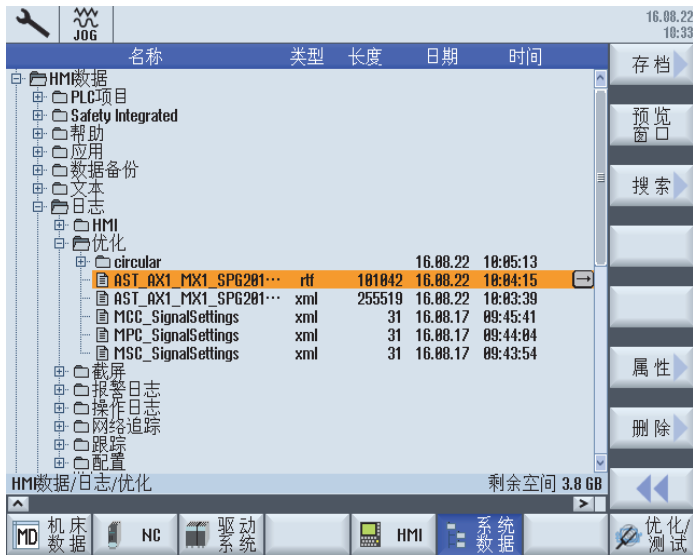 JOG
16.08.22
10:33
名称 类型 长度 日期 时间
HMI数据
PLC项目
Safety Integrated
帮助
应用
数据备份
文本
日志
HMI
优化
circular 16.08.22 10:05:13
AST_AX1_MX1_SPG201··· rtf 101042 16.08.22 10:04:15
AST_AX1_MX1_SPG201··· xml 255519 16.08.22 10:03:39
MCC_SignalSettings xml 31 16.08.17 09:45:41
MPC_SignalSettings xml 31 16.08.17 09:44:04
MSC_SignalSettings xml 31 16.08.17 09:43:54
截屏
报警日志
操作日志
网络追踪
跟踪
配置
HMI数据/日志/优化 剩余空间 3.8 GB
存档
预览
窗口
搜索
属性
删除
MD 机床
数据
NC
驱动
系统
HMI
系统
数据
优化/
测试